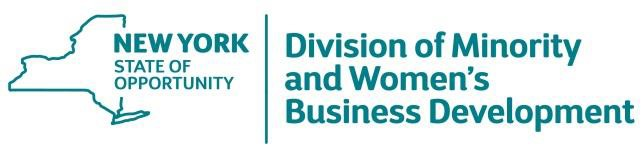 NEW YORK
STATE OF
OPPORTUNITY
Division of Minority
and Women's
Business Development